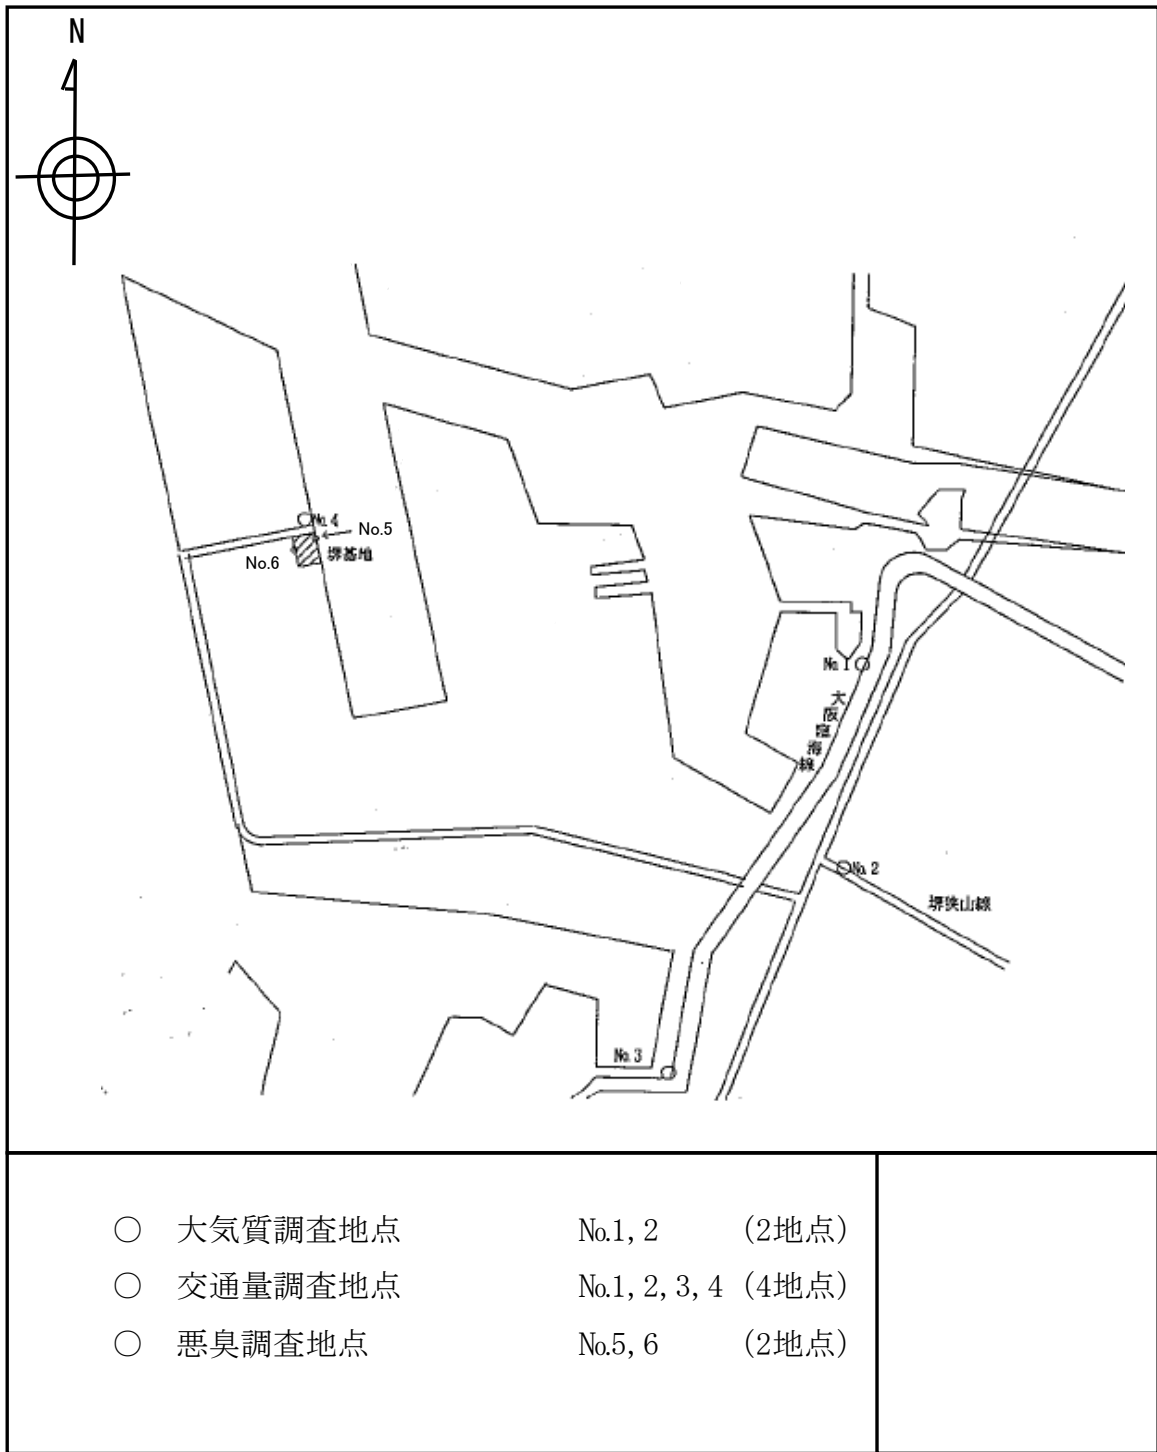 N
No.4
No.5
No.6
堺基地
No.1
大阪臨海線
No.2
堺狭山線
No.3
○ 大気質調査地点 No.1, 2 (2地点)
○ 交通量調査地点 No.1, 2, 3, 4 (4地点)
○ 悪臭調査地点 No.5, 6 (2地点)